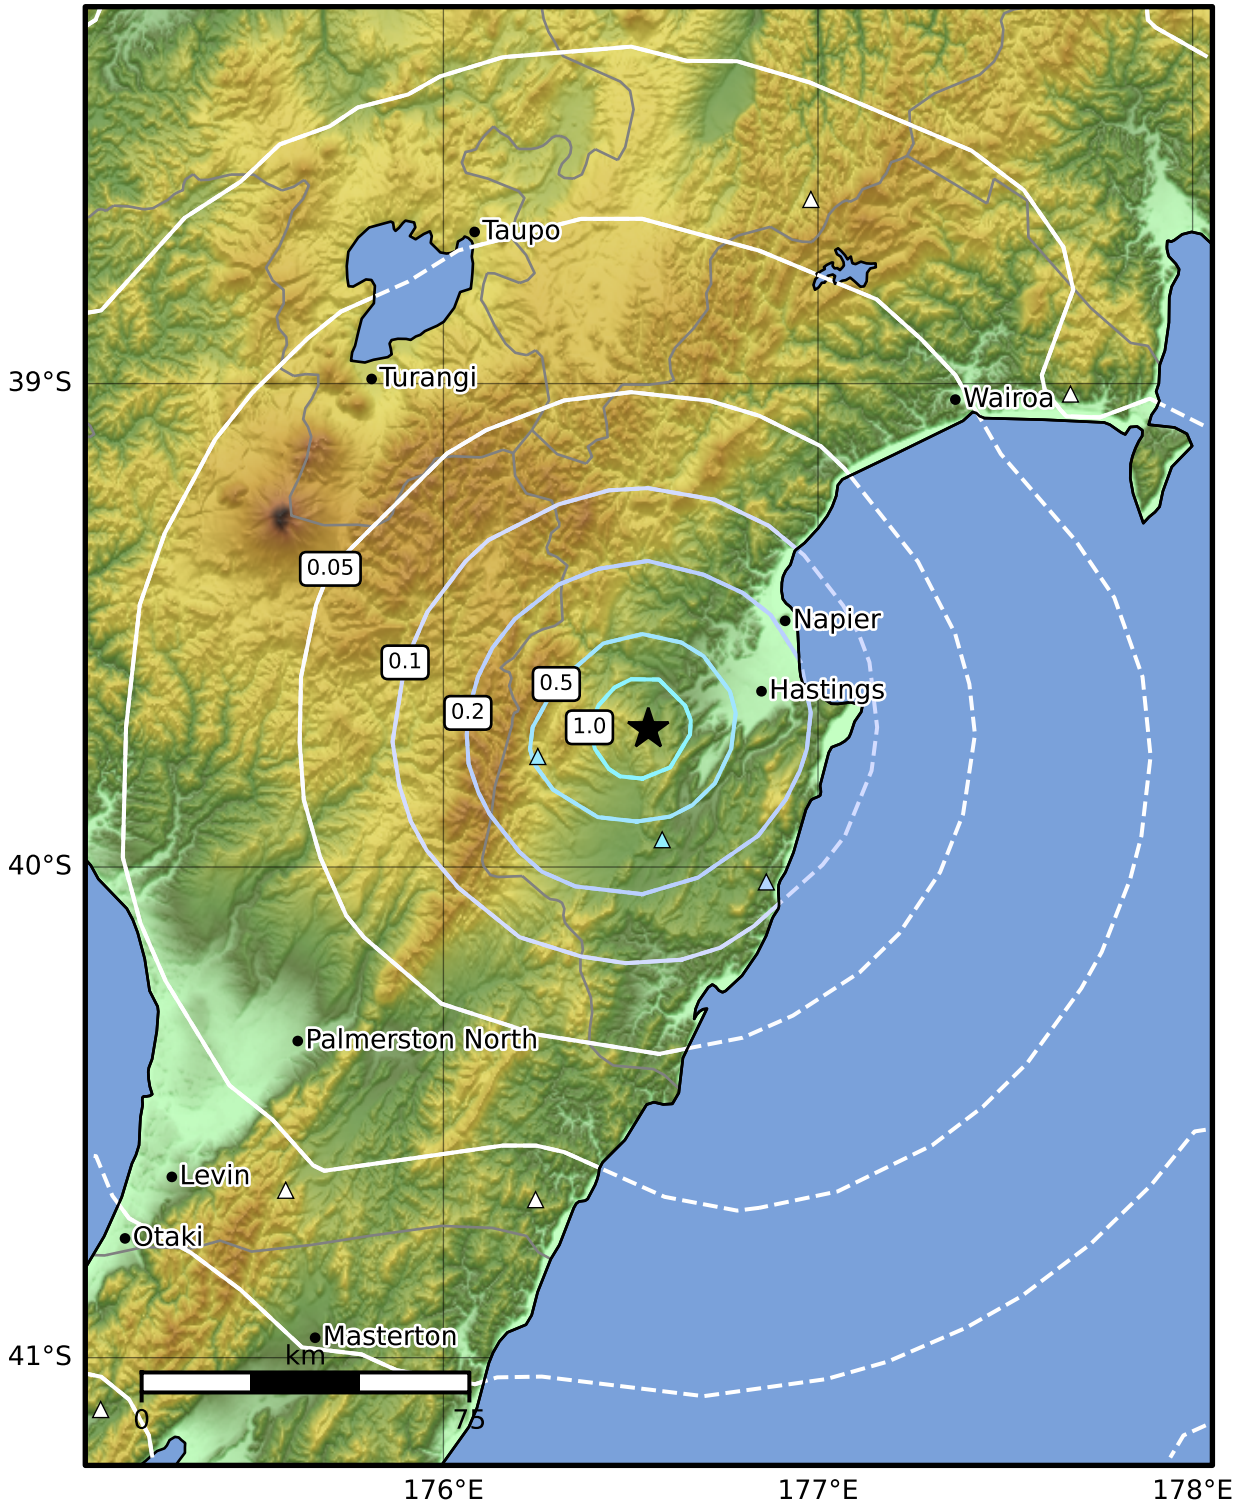 Taupo
Turangi
39°S
Wairoa
0.05
Napier
0.1
0.5
Hastings
0.2
1.0
40°S
Palmerston North
Levin
Otaki
Masterton
41°S
km
0
75
176°E
177°E
178°E